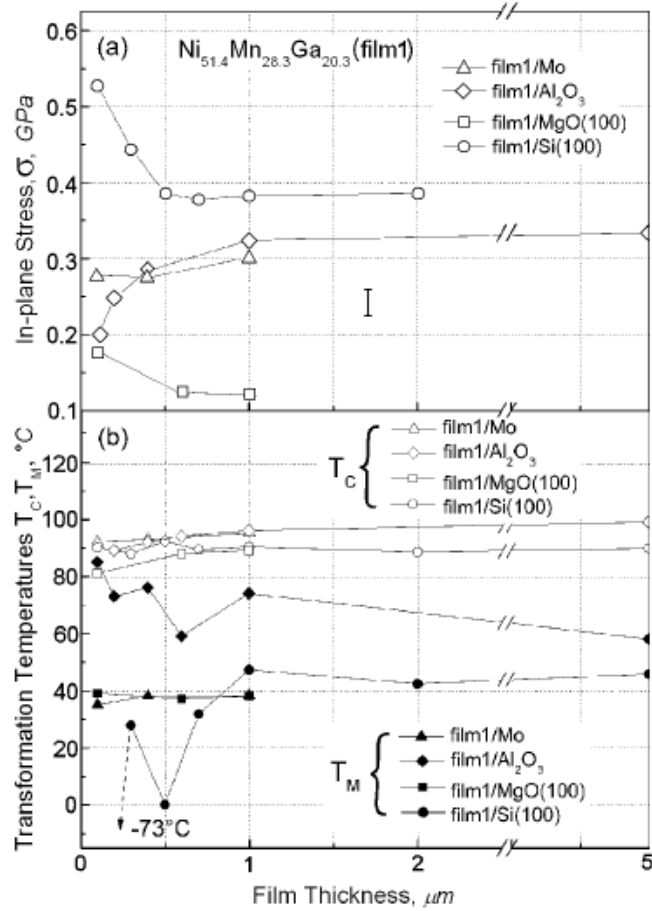 (a)
Ni51.4Mn28.3Ga20.3(film1)
film1/Mo
film1/Al2O3
film1/MgO(100)
film1/Si(100)
0.6
0.5
0.4
0.3
0.2
0.1
In-plane Stress, σ, GPa
(b)
TC
film1/Mo
film1/Al2O3
film1/MgO(100)
film1/Si(100)
120
100
80
60
40
20
0
Transformation Temperatures TC,TM, °C
TM
film1/Mo
film1/Al2O3
film1/MgO(100)
film1/Si(100)
-73°C
0
1
2
5
Film Thickness, μm